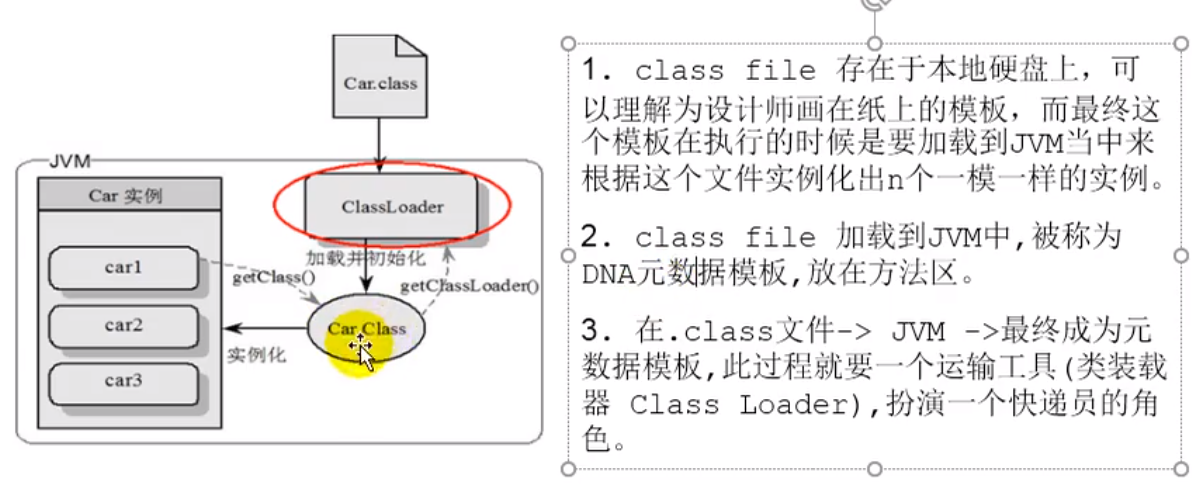 Car.class
JVM
Car 实例
ClassLoader
car1
加载并初始化
getClass()
getClassLoader()
car2
Car Class
实例化
car3
1. class file 存在于本地硬盘上，可
以理解为设计师画在纸上的模板，而最终这
个模板在执行的时候是要加载到JVM当中来
根据这个文件实例化出n个一模一样的实例。
2. class file 加载到JVM中,被称为
DNA元数据模板,放在方法区。
3. 在.class文件-> JVM ->最终成为元
数据模板,此过程就要一个运输工具(类装载
器 Class Loader),扮演一个快递员的角
色。